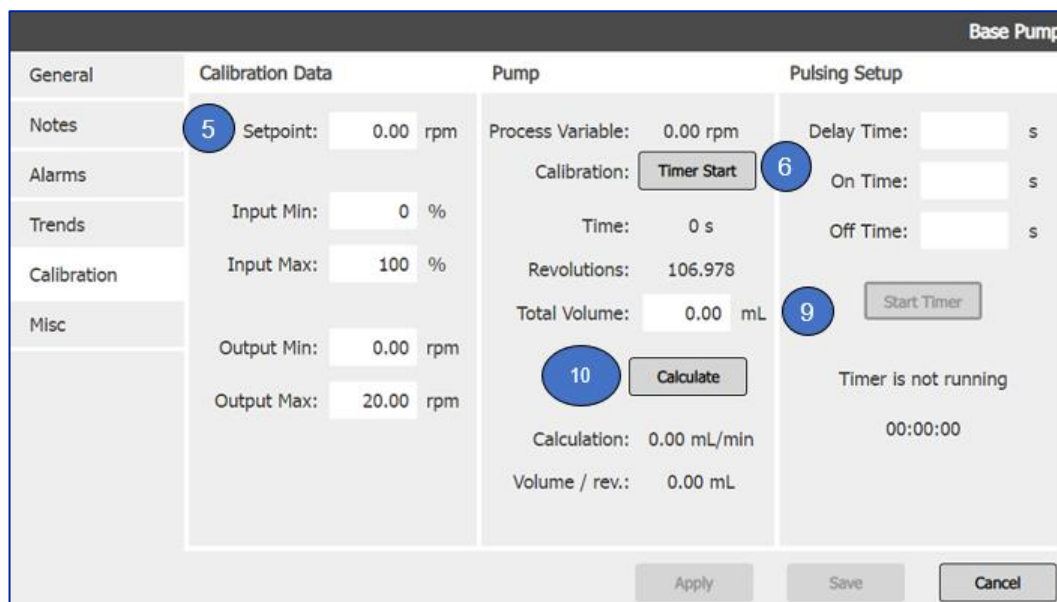 Base Pump
General
Notes
Alarms
Trends
Calibration
Misc
Calibration Data
5 Setpoint: 0.00 rpm
Input Min: 0 %
Input Max: 100 %
Output Min: 0.00 rpm
Output Max: 20.00 rpm
Pump
Process Variable: 0.00 rpm
Calibration: Timer Start 6
Time: 0 s
Revolutions: 106.978
Total Volume: 0.00 mL 9
10 Calculate
Calculation: 0.00 mL/min
Volume / rev.: 0.00 mL
Pulsing Setup
Delay Time: s
On Time: s
Off Time: s
Start Timer
Timer is not running
00:00:00
Apply Save Cancel